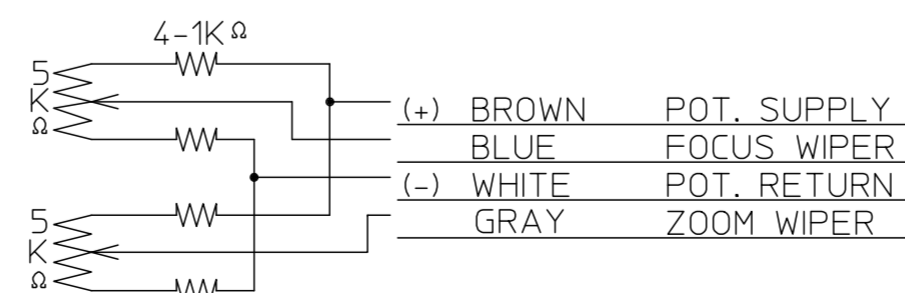 4-1KΩ
5
K
Ω
(+) BROWN POT. SUPPLY
BLUE FOCUS WIPER
(-) WHITE POT. RETURN
GRAY ZOOM WIPER
5
K
Ω